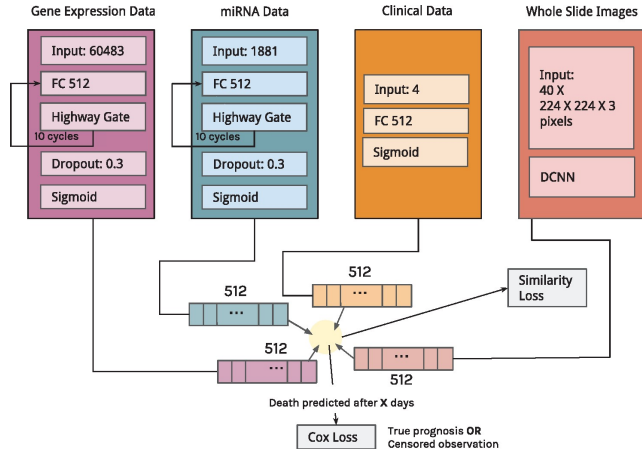 Gene Expression Data
miRNA Data
Clinical Data
Whole Slide Images
Input: 60483
FC 512
Highway Gate
10 cycles
Dropout: 0.3
Sigmoid
Input: 1881
FC 512
Highway Gate
10 cycles
Dropout: 0.3
Sigmoid
Input: 4
FC 512
Sigmoid
Input:
40 X
224 X 224 X 3
pixels
DCNN
512
...
512
...
512
...
512
...
Similarity
Loss
Death predicted after X days
Cox Loss
True prognosis OR
Censored observation